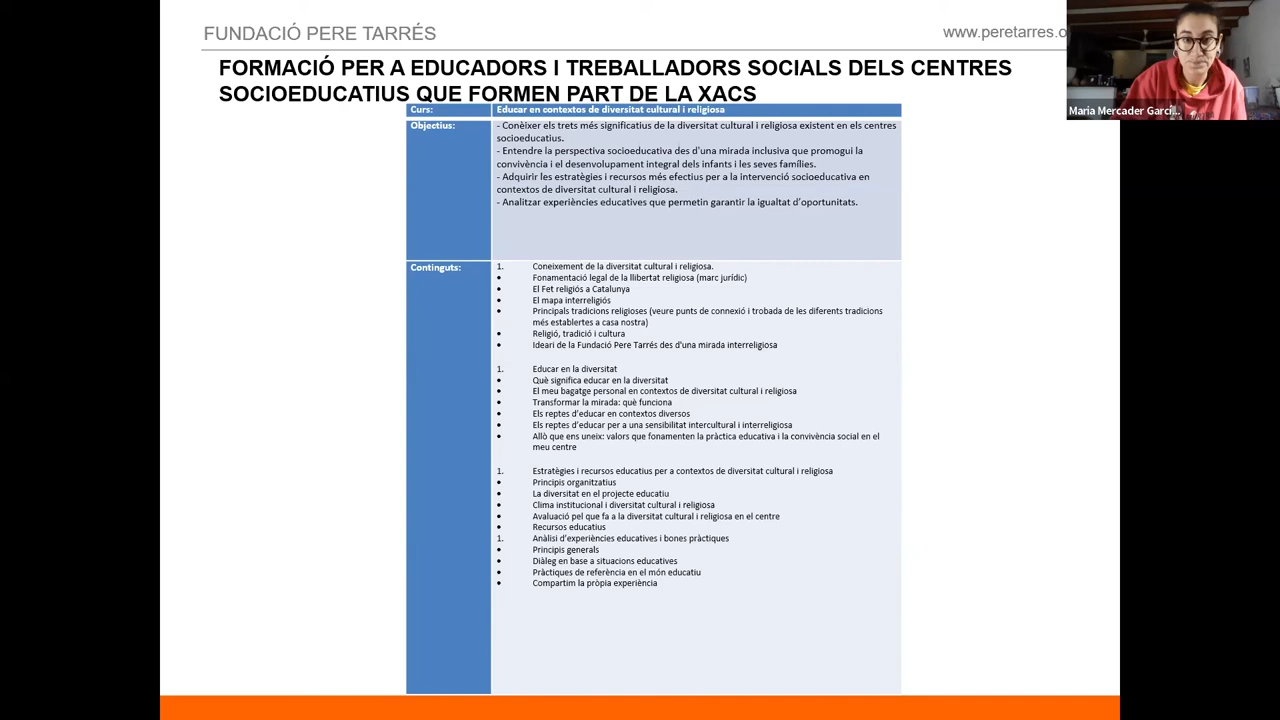 FUNDACIÓ PERE TARRÉS
www.peretarres.o
FORMACIÓ PER A EDUCADORS I TREBALLADORS SOCIALS DELS CENTRES
SOCIOEDUCATIUS QUE FORMEN PART DE LA XACS
Maria Mercader Garcí...
Curs: Educar en contextos de diversitat cultural i religiosa
Objectius: - Conèixer els trets més significatius de la diversitat cultural i religiosa existent en els centres
socioeducatius.
- Entendre la perspectiva socioeducativa des d'una mirada inclusiva que promogui la
convivència i el desenvolupament integral dels infants i les seves famílies.
- Adquirir les estratègies i recursos més efectius per a la intervenció socioeducativa en
contextos de diversitat cultural i religiosa.
- Analitzar experiències educatives que permetin garantir la igualtat d'oportunitats.
Continguts: 1. Coneixement de la diversitat cultural i religiosa.
• Fonamentació legal de la llibertat religiosa (marc jurídic)
• El Fet religiós a Catalunya
• El mapa interreligiós
• Principals tradicions religioses (veure punts de connexió i trobada de les diferents tradicions
més establertes a casa nostra)
• Religió, tradició i cultura
• Ideari de la Fundació Pere Tarrés des d'una mirada interreligiosa
1. Educar en la diversitat
• Què significa educar en la diversitat
• El meu bagatge personal en contextos de diversitat cultural i religiosa
• Transformar la mirada: què funciona
• Els reptes d'educar en contextos diversos
• Els reptes d'educar per a una sensibilitat intercultural i interreligiosa
• Allò que ens uneix: valors que fonamenten la pràctica educativa i la convivència social en el
meu centre
1. Estratègies i recursos educatius per a contextos de diversitat cultural i religiosa
• Principis organitzatius
• La diversitat en el projecte educatiu
• Clima institucional i diversitat cultural i religiosa
• Avaluació pel que fa a la diversitat cultural i religiosa en el centre
• Recursos educatius
1. Anàlisi d'experiències educatives i bones pràctiques
• Principis generals
• Diàleg en base a situacions educatives
• Pràctiques de referència en el món educatiu
• Compartim la pròpia experiència